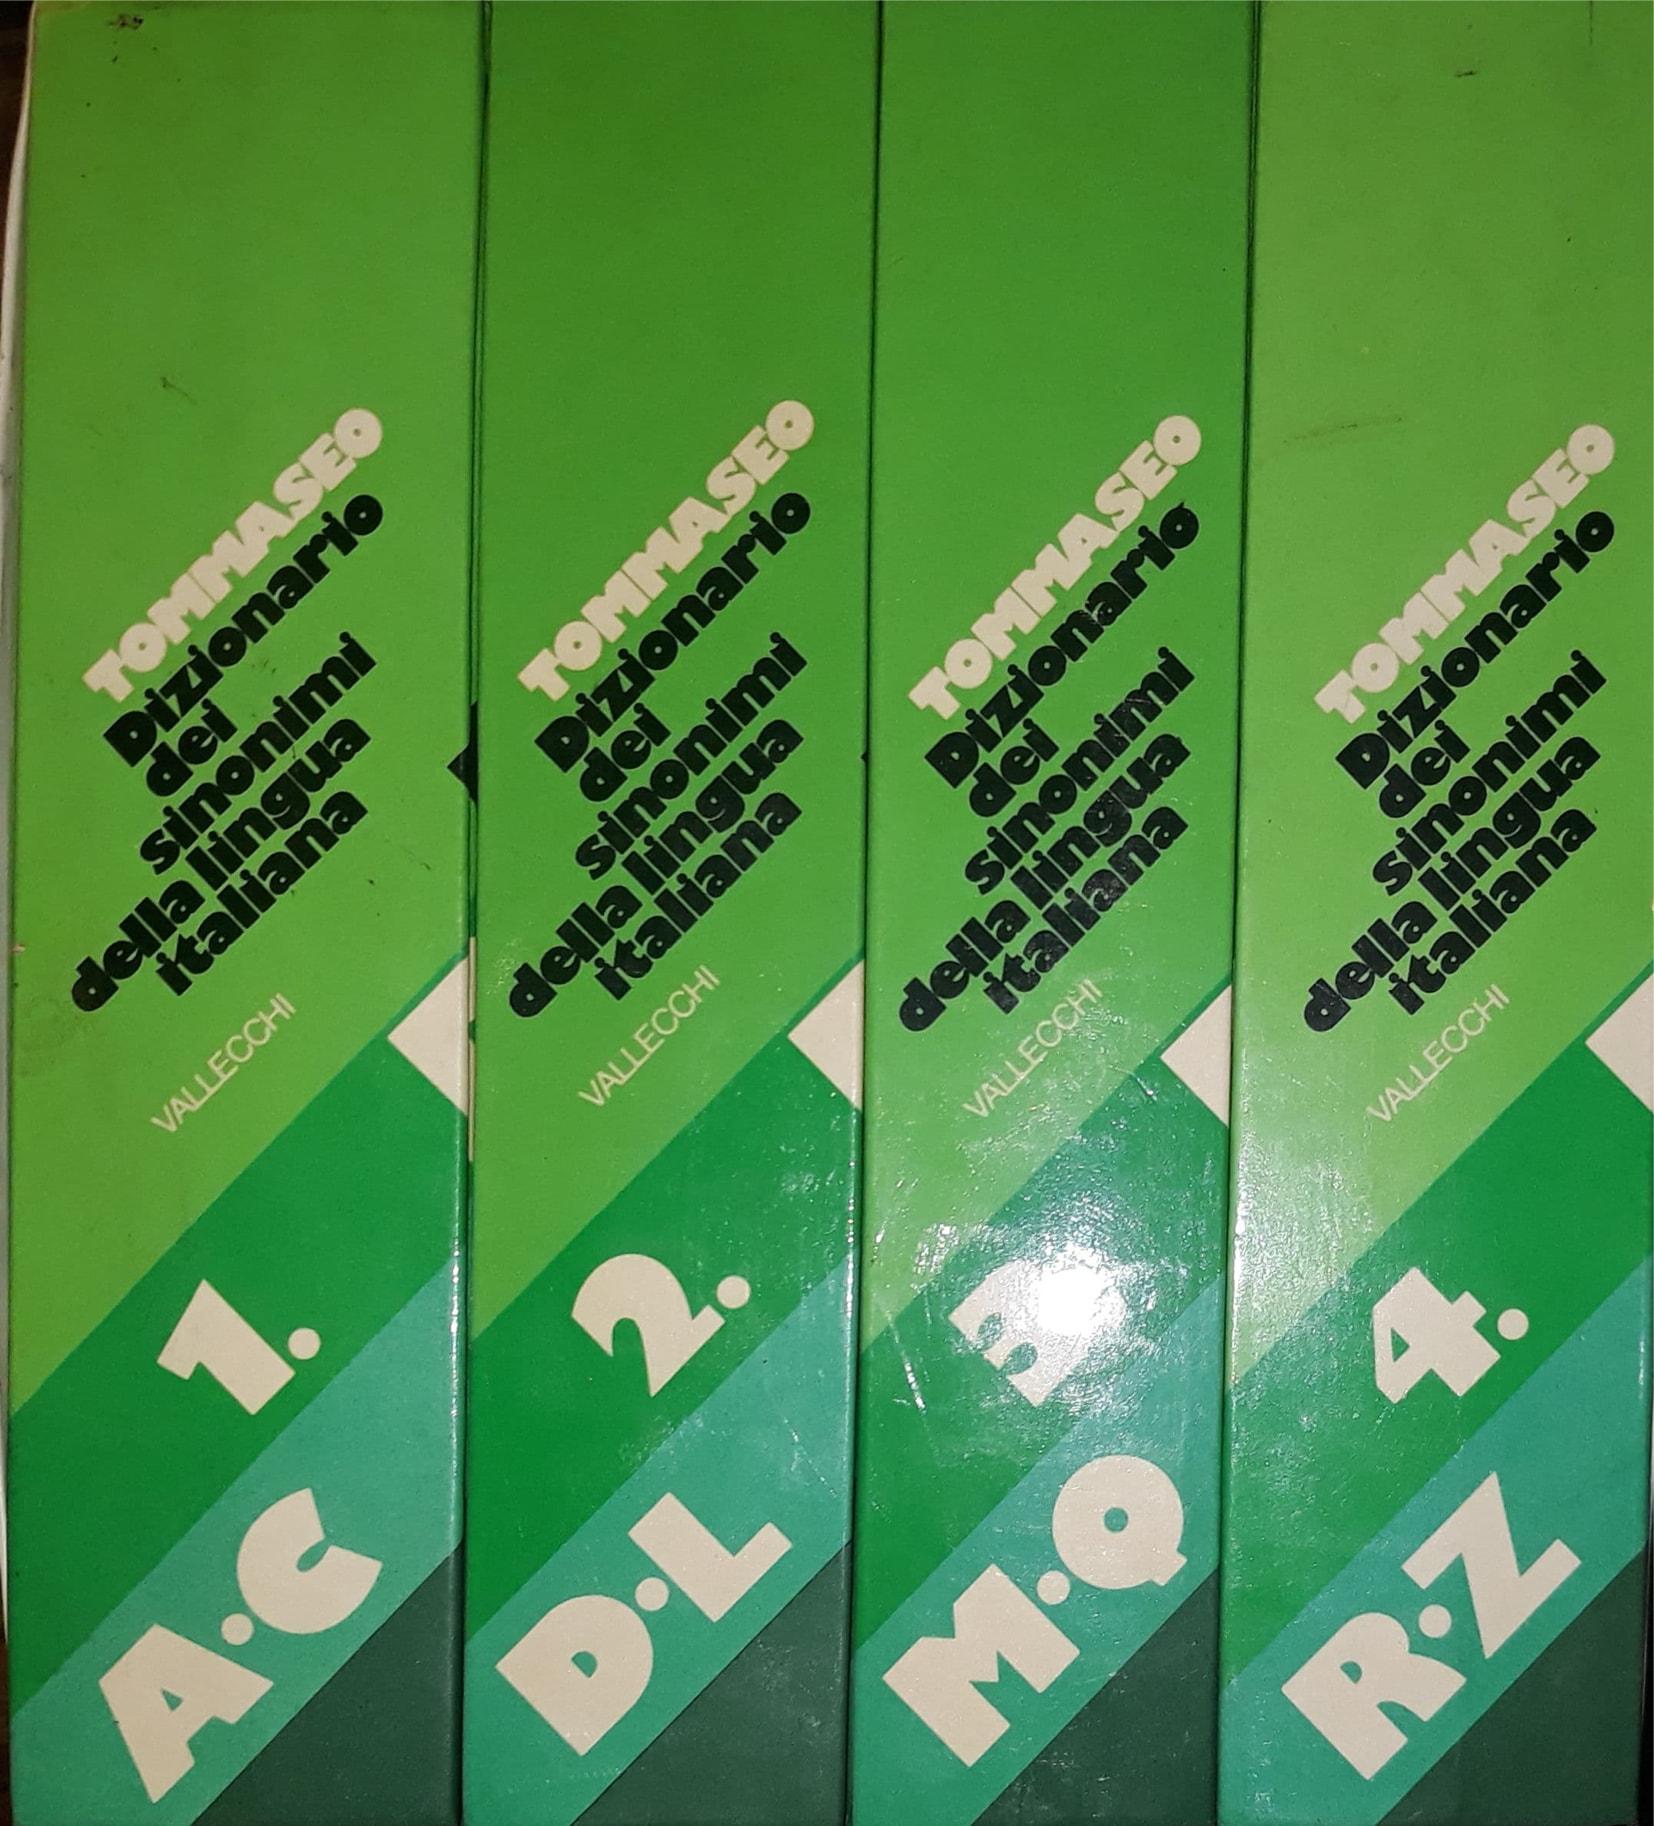 TOMMASEO
Dizionario
dei
sinonimi
della lingua
italiana
VALLECCHI
1.
A·C
TOMMASEO
Dizionario
dei
sinonimi
della lingua
italiana
VALLECCHI
2.
D·L
TOMMASEO
Dizionario
dei
sinonimi
della lingua
italiana
VALLECCHI
3.
M·Q
TOMMASEO
Dizionario
dei
sinonimi
della lingua
italiana
VALLECCHI
4.
R·Z